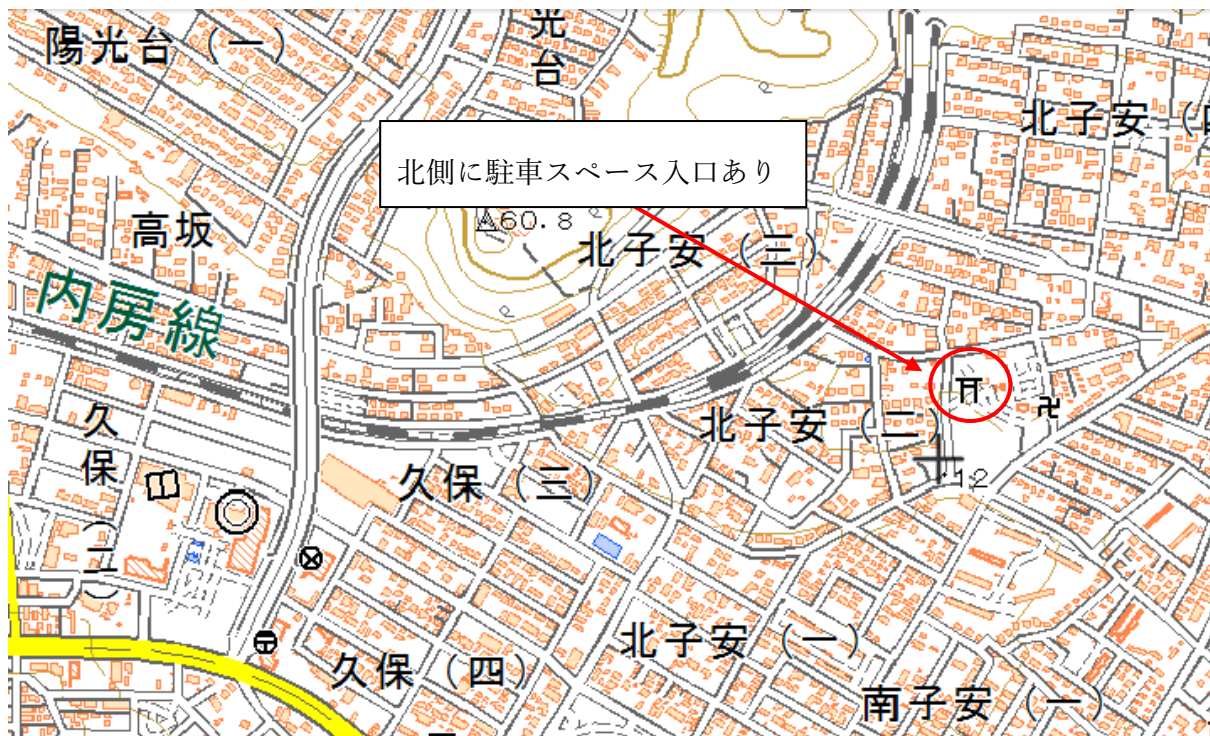 陽光台（一）
光台
北子安（四
北側に駐車スペース入口あり
60.8
高坂
北子安（三）
内房線
久保（二）
北子安（二）
12
久保（三）
北子安（一）
久保（四）
南子安（一）